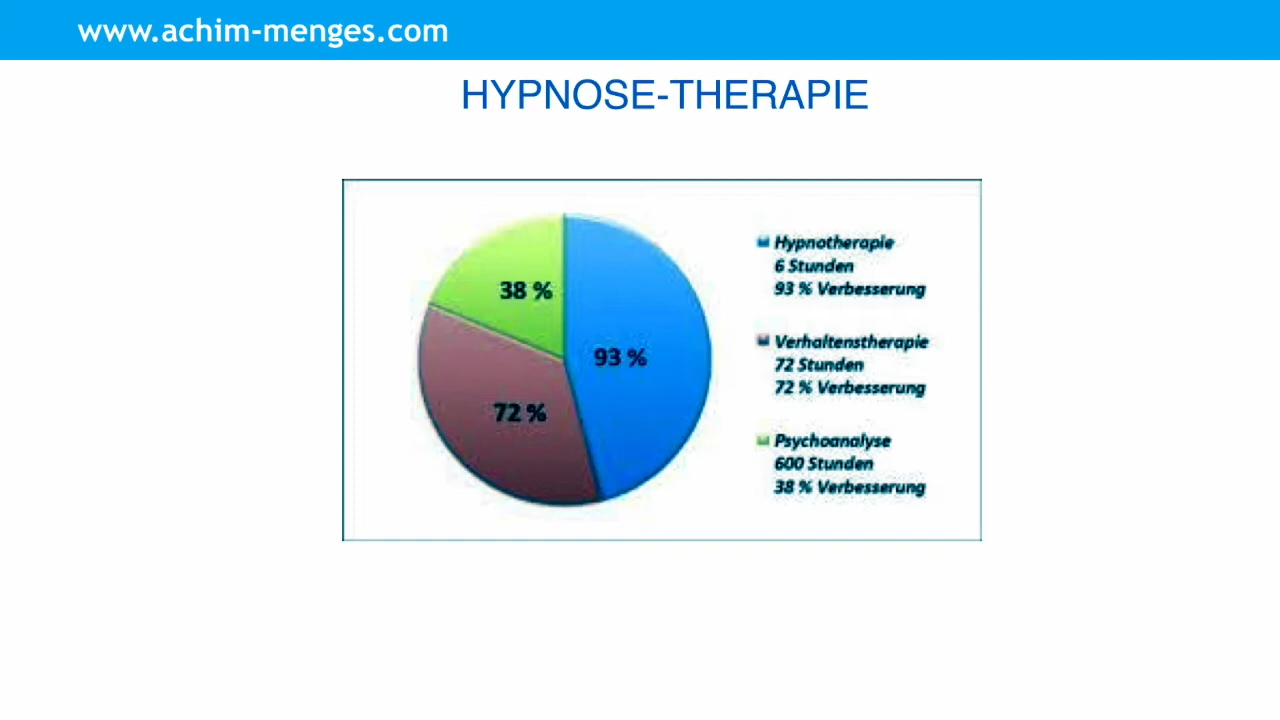 www.achim-menges.com
HYPNOSE-THERAPIE
38 %
93 %
72 %
Hypnotherapie
6 Stunden
93 % Verbesserung
Verhaltenstherapie
72 Stunden
72 % Verbesserung
Psychoanalyse
600 Stunden
38 % Verbesserung